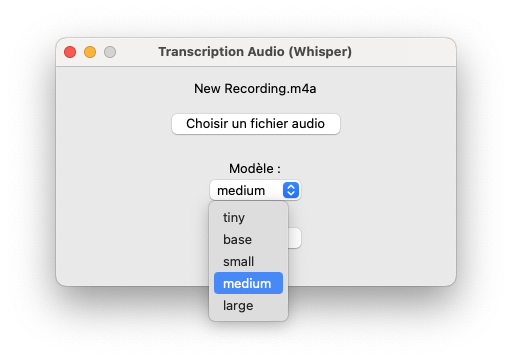 Transcription Audio (Whisper)
New Recording.m4a
Choisir un fichier audio
Modèle :
medium
tiny
base
small
medium
large